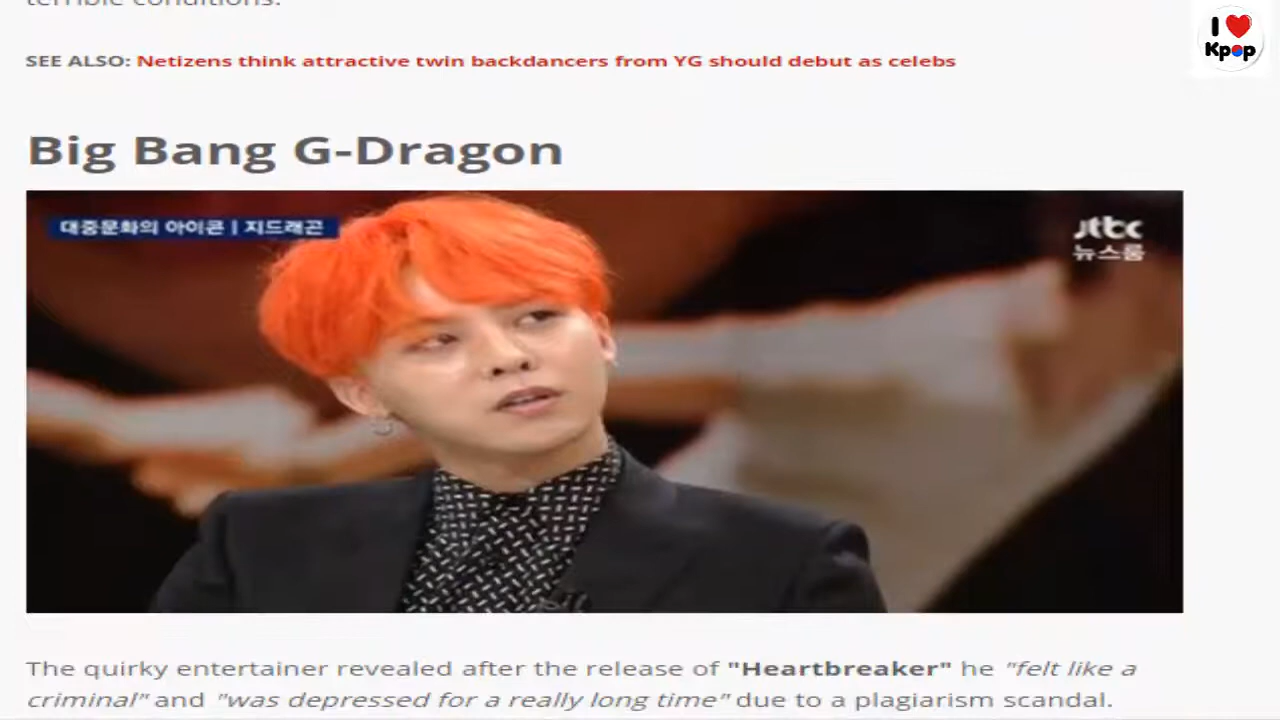 terrible conditions.
I
Kpop
SEE ALSO: Netizens think attractive twin backdancers from YG should debut as celebs
Big Bang G-Dragon
대중문화의 아이콘 | 지드래곤
jtbc
뉴스룸
The quirky entertainer revealed after the release of "Heartbreaker" he "felt like a
criminal" and "was depressed for a really long time" due to a plagiarism scandal.